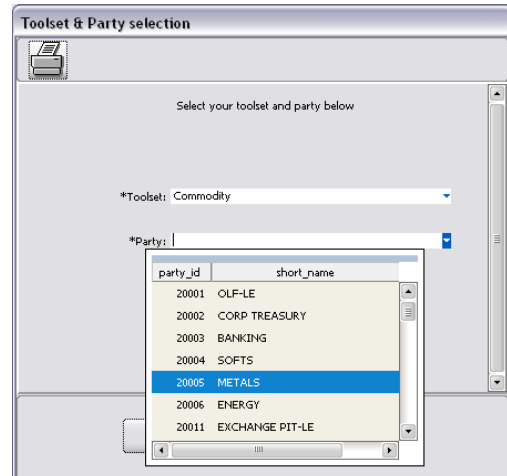 Toolset & Party selection
Select your toolset and party below
*Toolset: Commodity
*Party:
party_id short_name
20001 OLF-LE
20002 CORP TREASURY
20003 BANKING
20004 SOFTS
20005 METALS
20006 ENERGY
20011 EXCHANGE PIT-LE